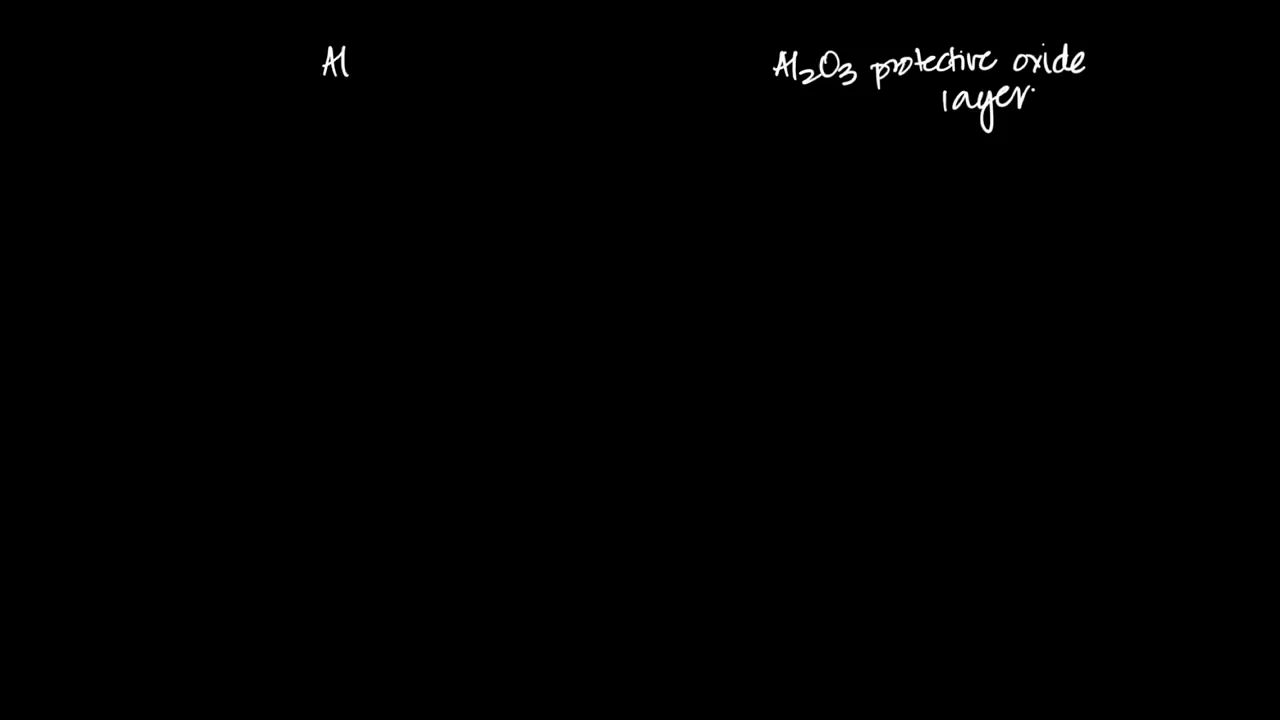 Al
Al₂O₃ protective oxide
layer.